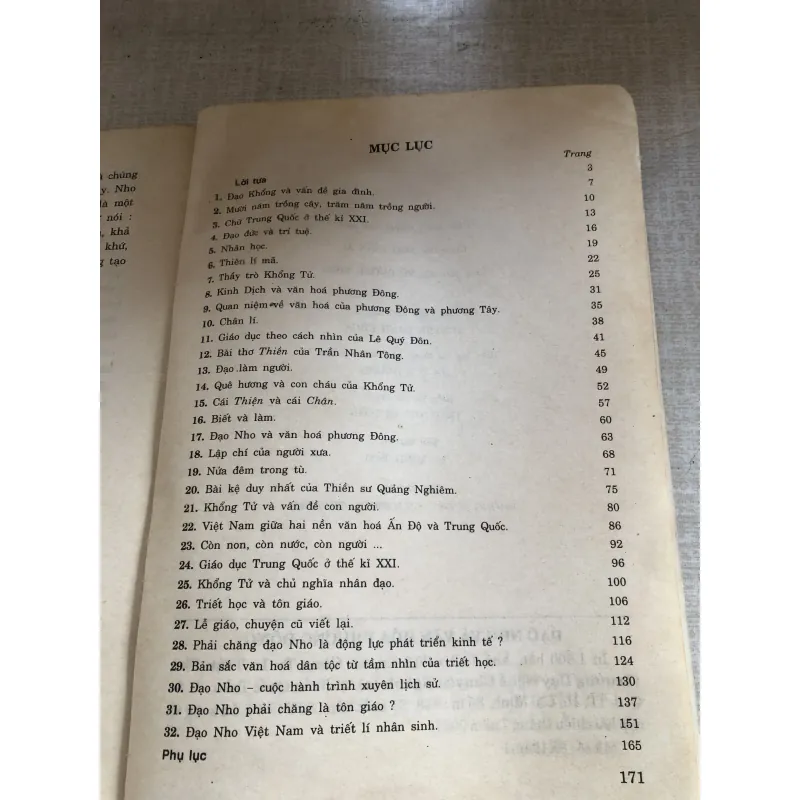 chúng
Nho
là một
nói :
khả
khứ,
tạo
MỤC LỤC
Trang
Lời tựa 3
1. Đạo Khổng và vấn đề gia đình. 7
2. Mười năm trồng cây, trăm năm trồng người. 10
3. Chữ Trung Quốc ở thế kỉ XXI. 13
4. Đạo đức và trí tuệ. 16
5. Nhân học. 19
6. Thiên lí mã. 22
7. Thầy trò Khổng Tử. 25
8. Kinh Dịch và văn hoá phương Đông. 31
9. Quan niệm về văn hoá của phương Đông và phương Tây. 35
10. Chân lí. 38
11. Giáo dục theo cách nhìn của Lê Quý Đôn. 41
12. Bài thơ Thiền của Trần Nhân Tông. 45
13. Đạo làm người. 49
14. Quê hương và con cháu của Khổng Tử. 52
15. Cái Thiện và cái Chân. 57
16. Biết và làm. 60
17. Đạo Nho và văn hoá phương Đông. 63
18. Lập chí của người xưa. 68
19. Nửa đêm trong tù. 71
20. Bài kệ duy nhất của Thiền sư Quảng Nghiêm. 75
21. Khổng Tử và vấn đề con người. 80
22. Việt Nam giữa hai nền văn hoá Ấn Độ và Trung Quốc. 86
23. Còn non, còn nước, còn người ... 92
24. Giáo dục Trung Quốc ở thế kỉ XXI. 96
25. Khổng Tử và chủ nghĩa nhân đạo. 100
26. Triết học và tôn giáo. 106
27. Lễ giáo, chuyện cũ viết lại. 112
28. Phải chăng đạo Nho là động lực phát triển kinh tế ? 116
29. Bản sắc văn hoá dân tộc từ tầm nhìn của triết học. 124
30. Đạo Nho – cuộc hành trình xuyên lịch sử. 130
31. Đạo Nho phải chăng là tôn giáo ? 137
32. Đạo Nho Việt Nam và triết lí nhân sinh. 151
Phụ lục 165
171